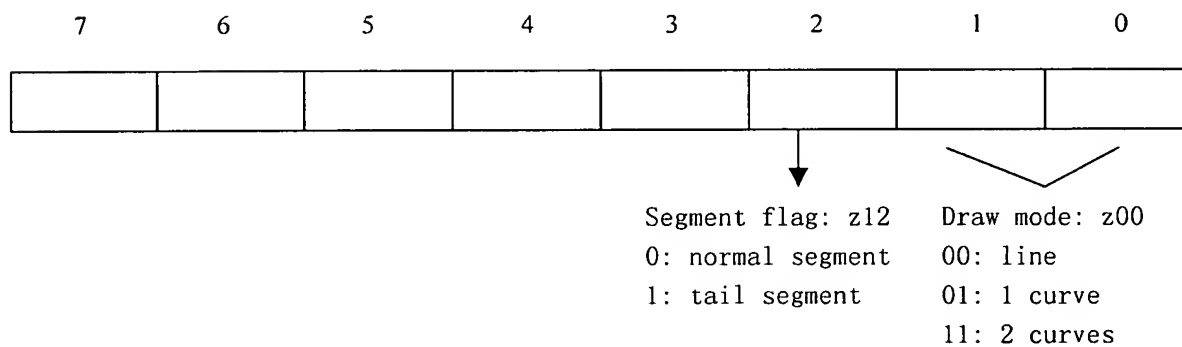 7 6 5 4 3 2 1 0
Segment flag: z12 Draw mode: z00
0: normal segment 00: line
1: tail segment 01: 1 curve
11: 2 curves